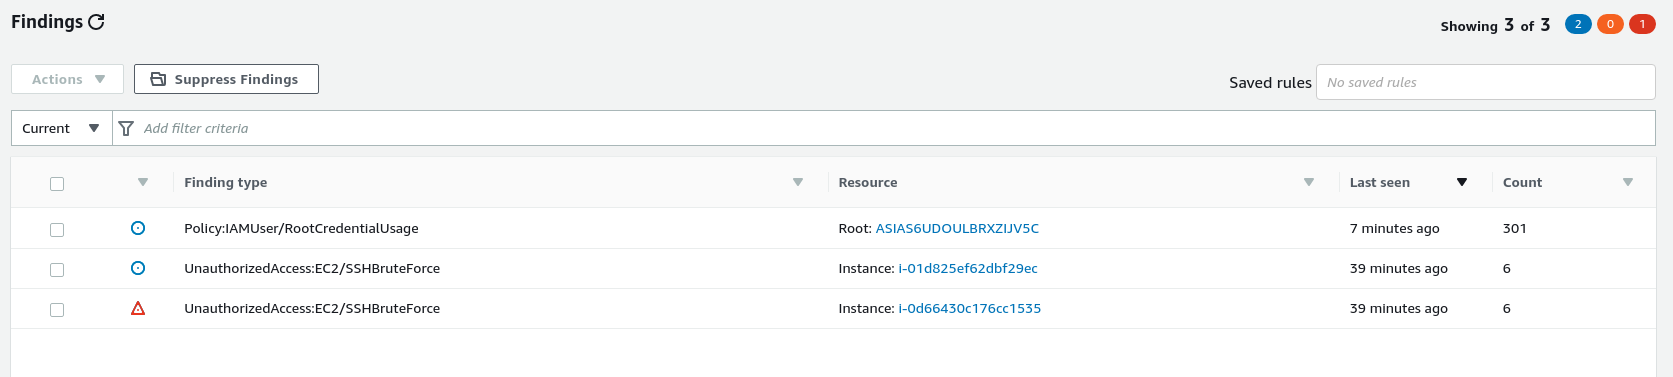 Findings
Showing 3 of 3 2 0 1
Actions Suppress Findings
Saved rules No saved rules
Current Add filter criteria
Finding type Resource Last seen Count
Policy:IAMUser/RootCredentialUsage Root: ASIAS6UDOULBRXZIJV5C 7 minutes ago 301
UnauthorizedAccess:EC2/SSHBruteForce Instance: i-01d825ef62dbf29ec 39 minutes ago 6
UnauthorizedAccess:EC2/SSHBruteForce Instance: i-0d66430c176cc1535 39 minutes ago 6